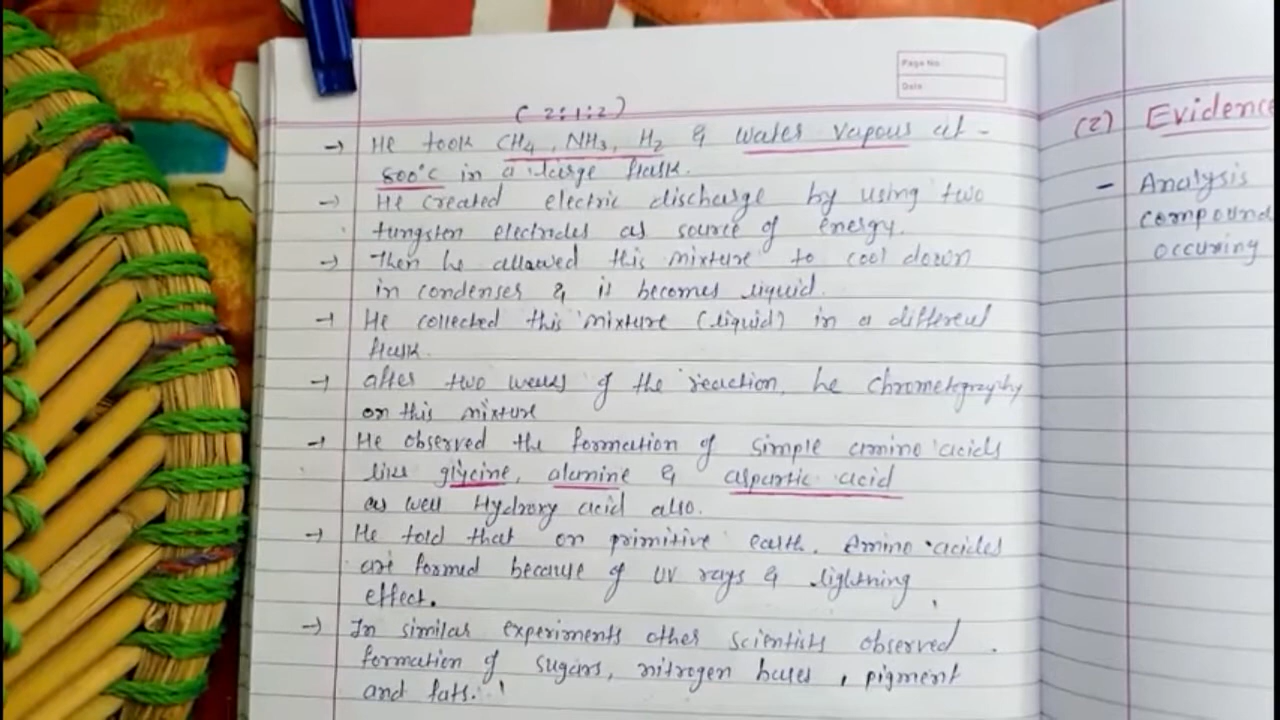 Page No
Date
( 2:1:2 )
→ He took CH4, NH3, H2 & water vapous at -
800°C in a large flask.
→ He created electric discharge by using two
tungsten electrodes as source of energy.
→ Then he allowed this mixture to cool down
in condenses & it becomes liquid.
→ He collected this mixture (liquid) in a different
flask.
→ after two weeks of the reaction, he chrometography
on this mixture
→ He observed the formation of simple amino acids
like glycine, alanine & aspartic acid
as well Hydroxy acid also.
→ He told that on primitive earth. Amino acides
are formed because of UV rays & lightning
effect.
→ In similar experiments other scientists observed
formation of sugars, nitrogen bases, pigment
and fats.
(2) Evidence
- Analysis
compound
occuring